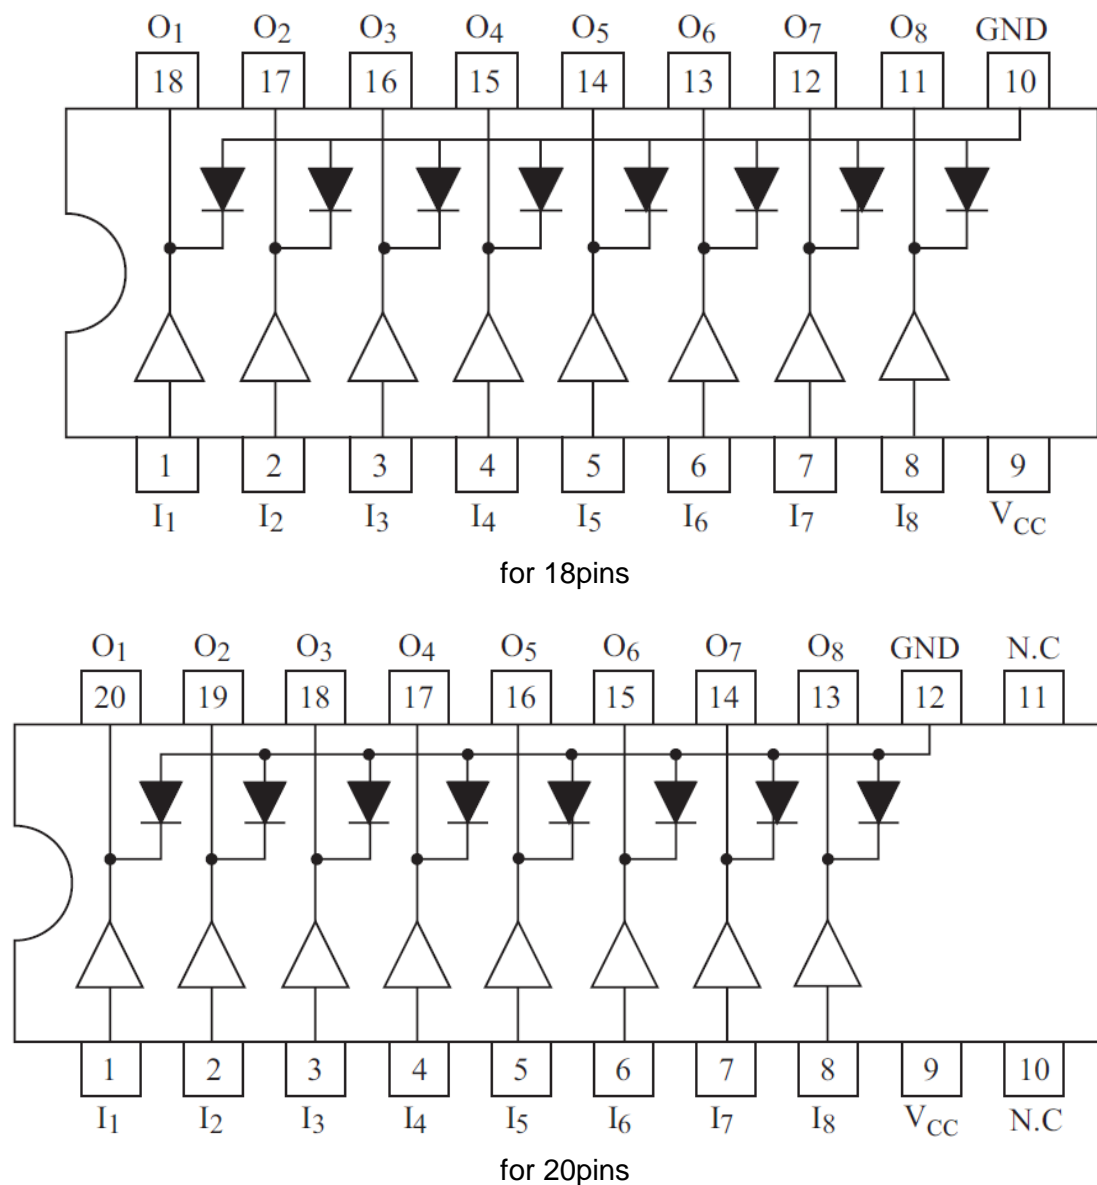 O1 O2 O3 O4 O5 O6 O7 O8 GND
18 17 16 15 14 13 12 11 10
1 2 3 4 5 6 7 8 9
I1 I2 I3 I4 I5 I6 I7 I8 VCC
for 18pins
O1 O2 O3 O4 O5 O6 O7 O8 GND N.C
20 19 18 17 16 15 14 13 12 11
1 2 3 4 5 6 7 8 9 10
I1 I2 I3 I4 I5 I6 I7 I8 VCC N.C
for 20pins